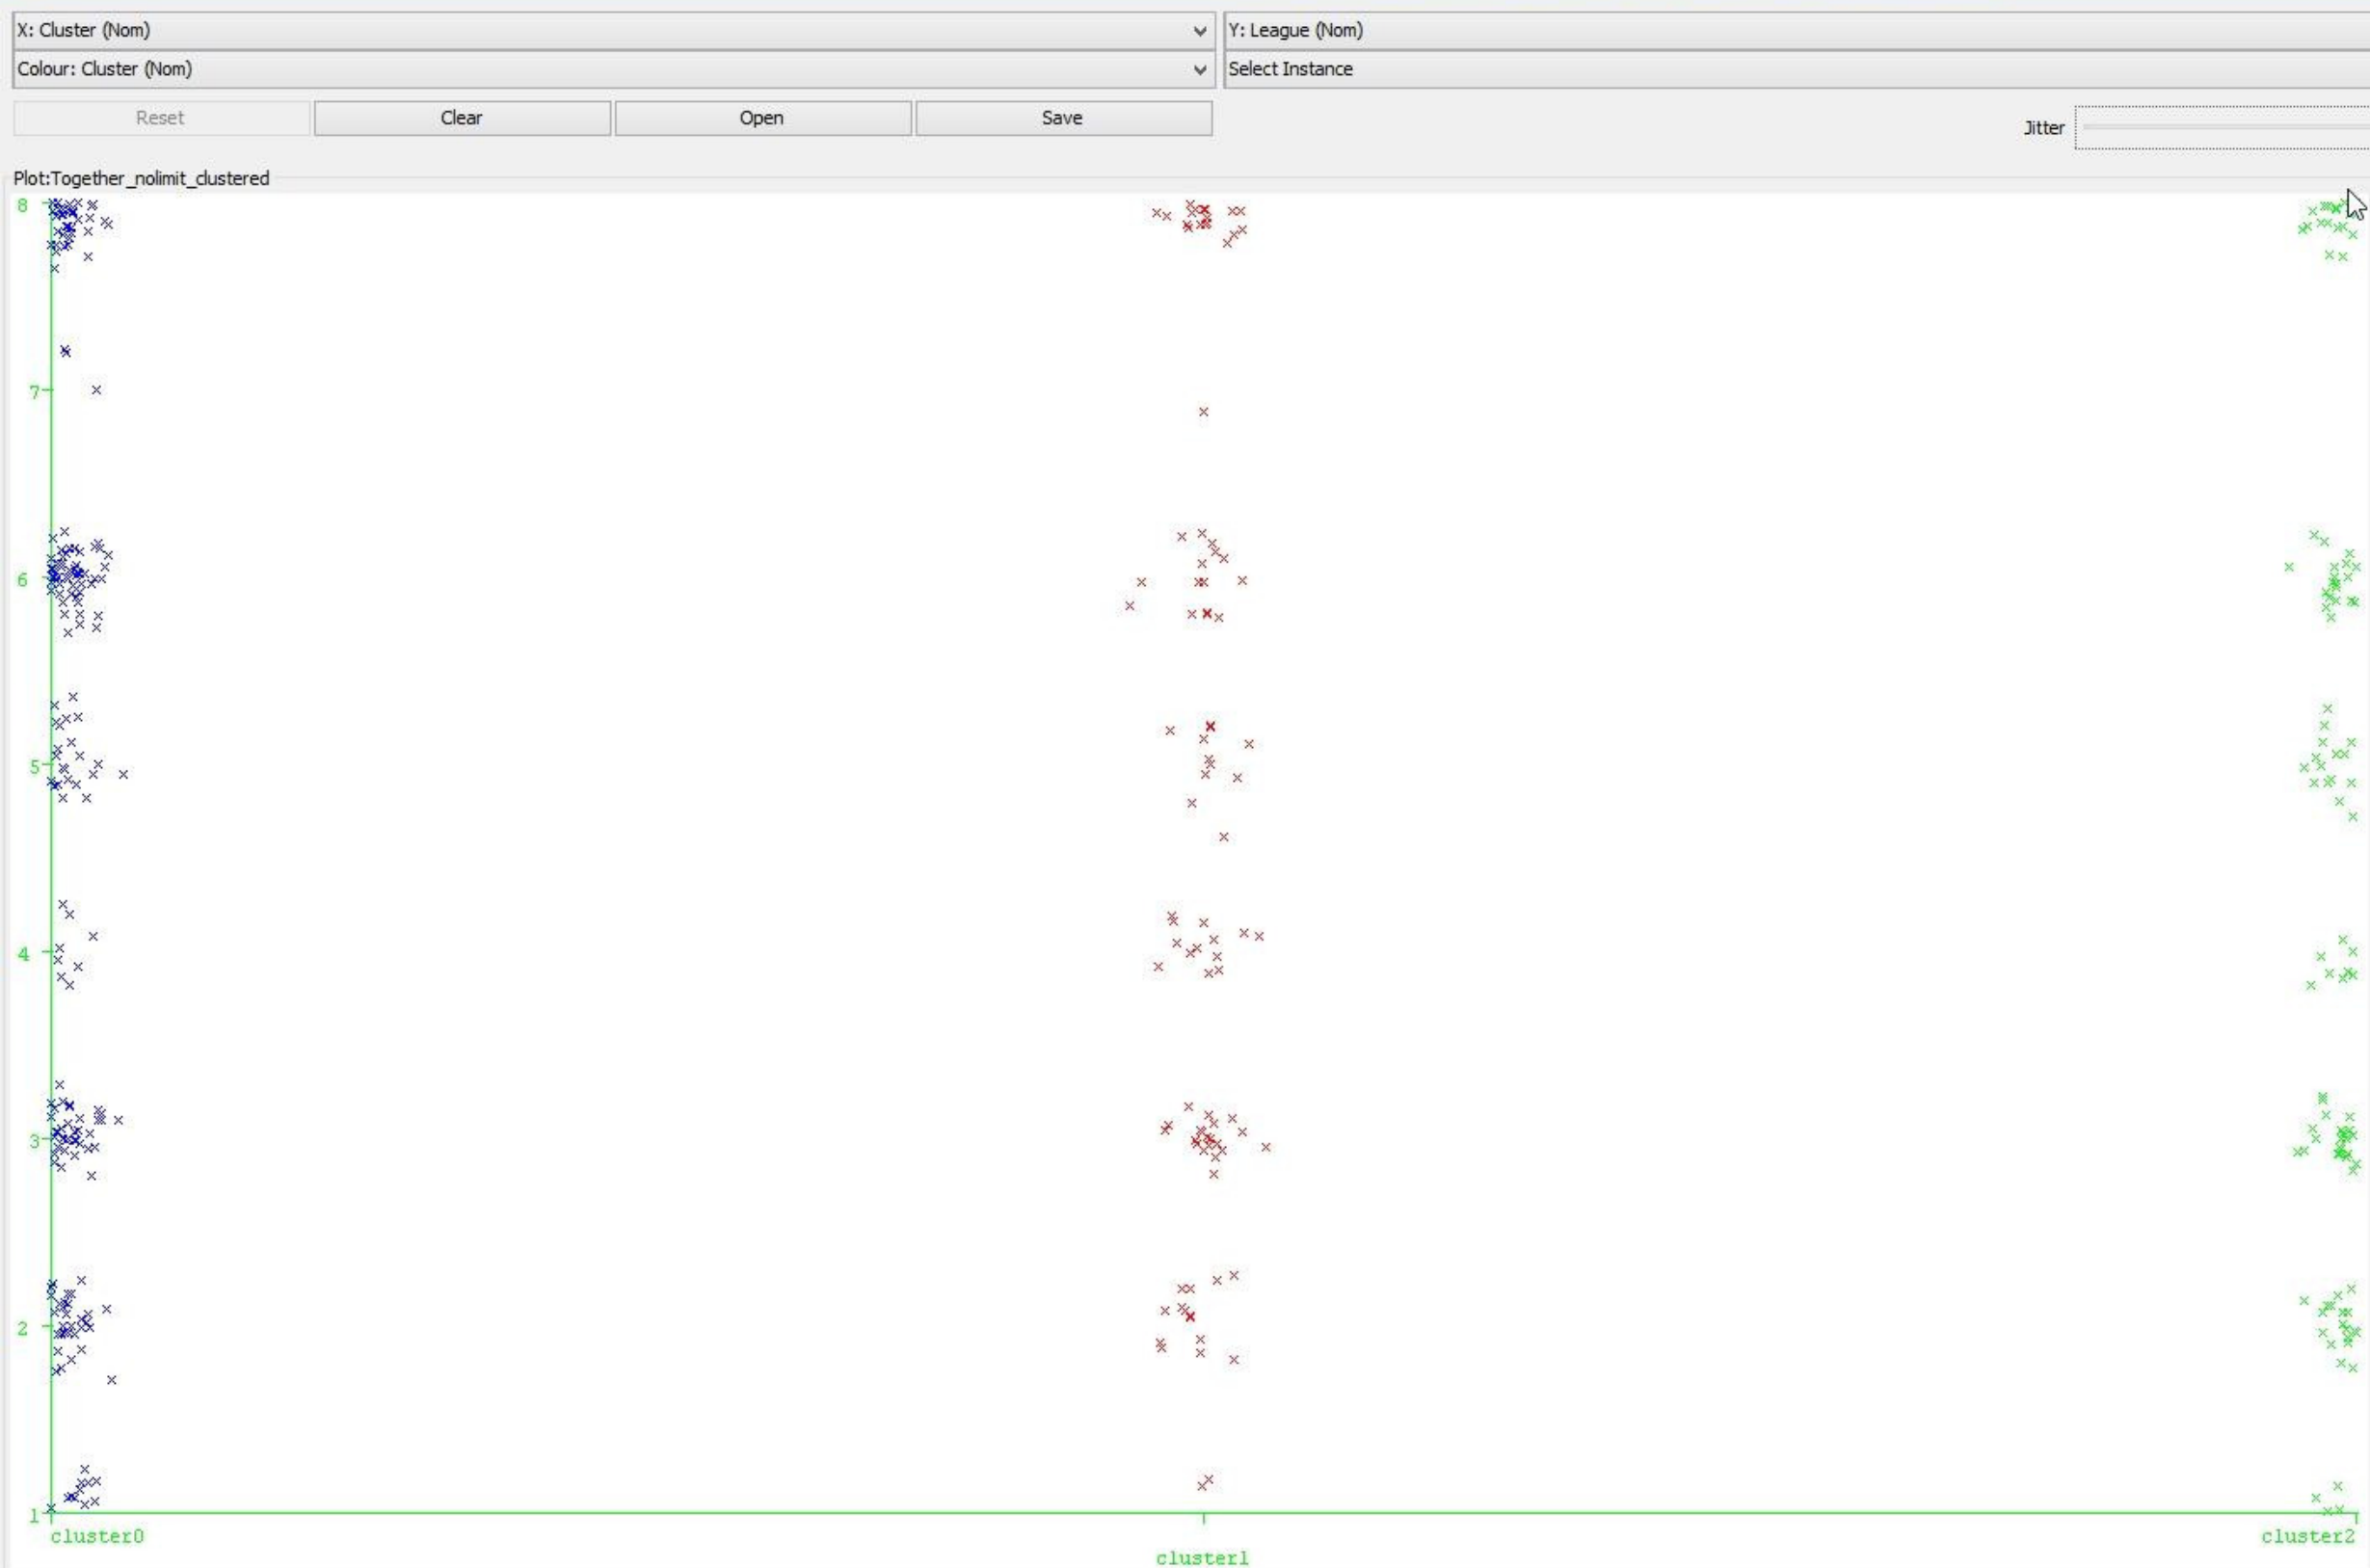 X: Cluster (Nom)
Y: League (Nom)
Colour: Cluster (Nom)
Select Instance
Reset
Clear
Open
Save
Jitter
Plot:Together_nolimit_clustered
8
7
6
5
4
3
2
1
cluster0
cluster1
cluster2